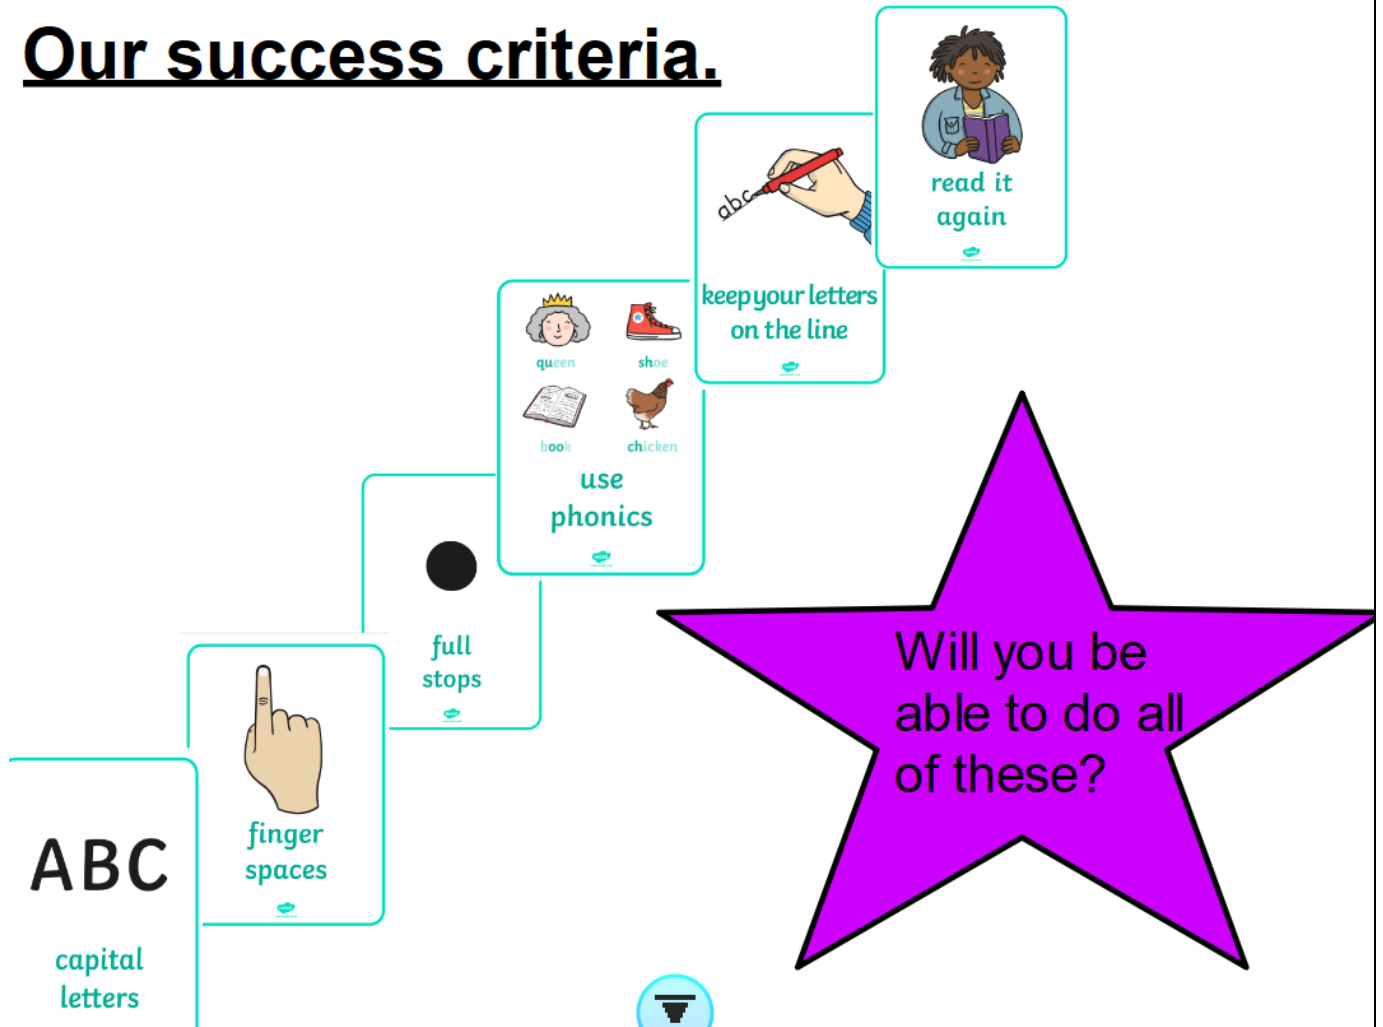 Our success criteria.
read it
again
abc
keep your letters
on the line
queen
shoe
book
chicken
use
phonics
full
stops
Will you be
able to do all
of these?
finger
spaces
ABC
capital
letters